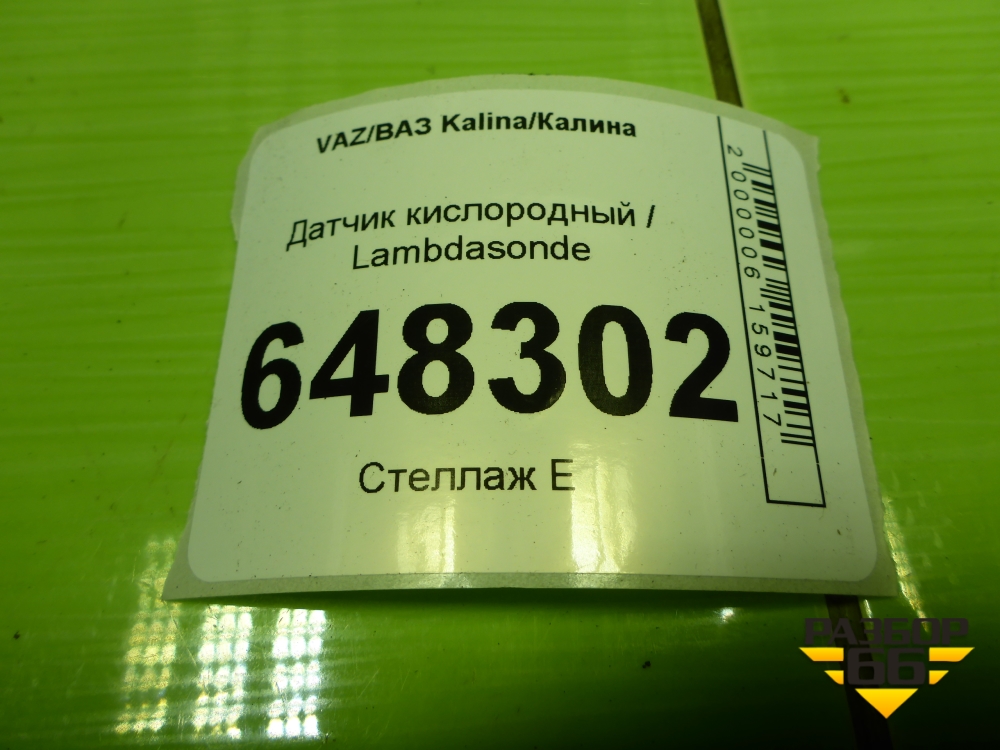 VAZ/ВАЗ Kalina/Калина
Датчик кислородный /
Lambdasonde
648302
Стеллаж E
2000006159717
РАЗБОР
66